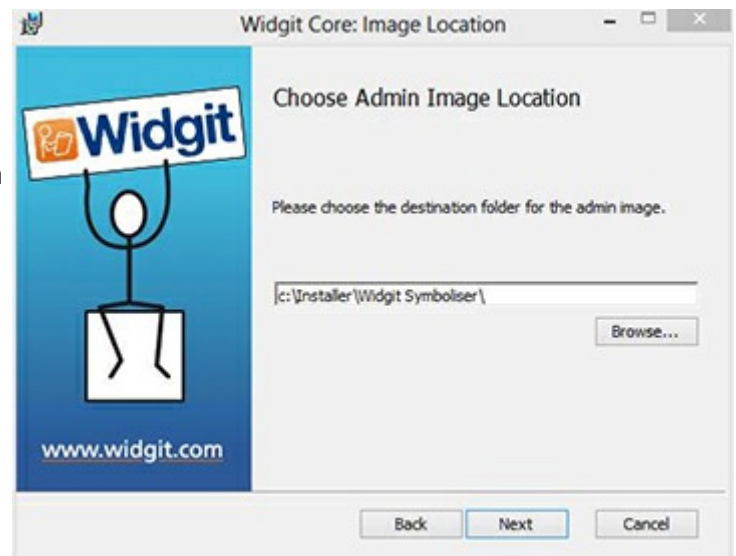 Widgit Core: Image Location
Widgit
Choose Admin Image Location
Please choose the destination folder for the admin image.
c:\Installer\Widgit Symboliser\
Browse...
www.widgit.com
Back Next Cancel